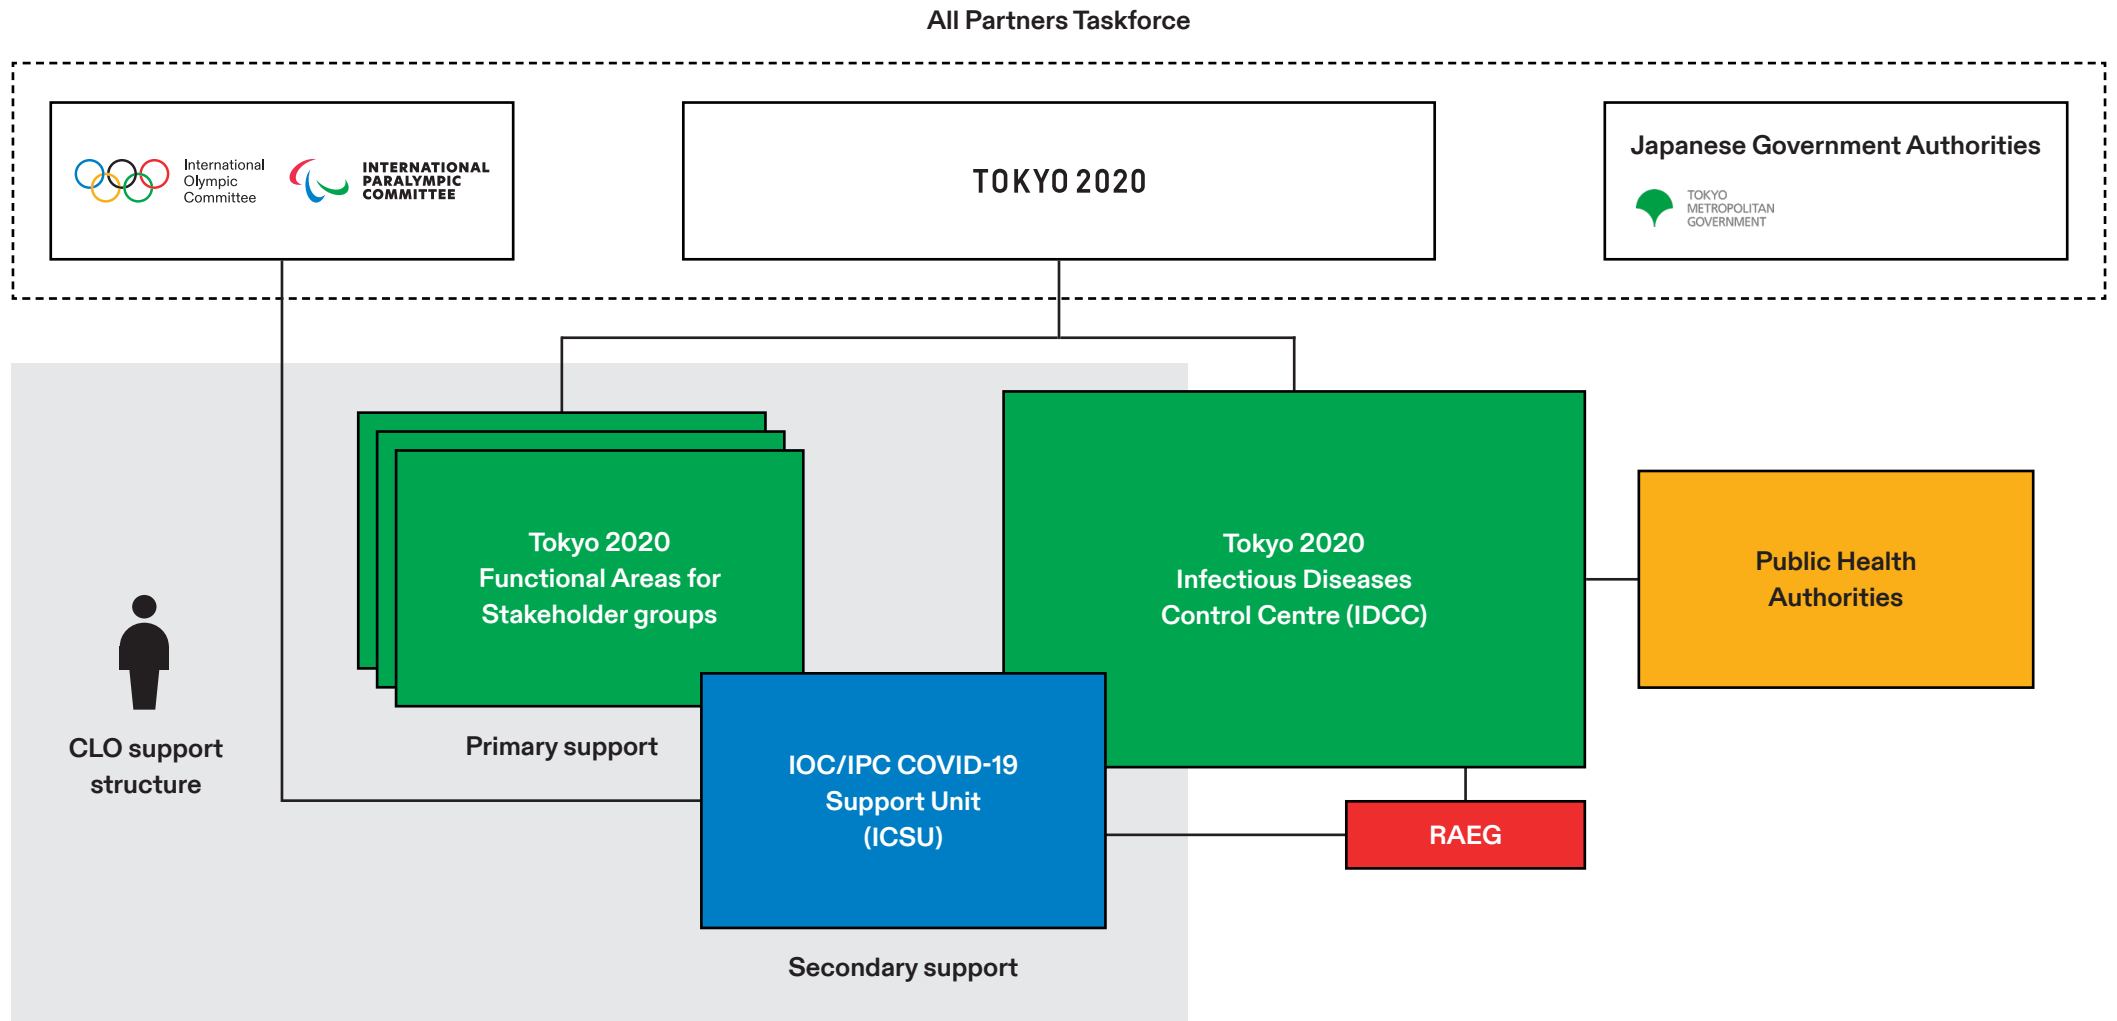 All Partners Taskforce
International
Olympic
Committee
INTERNATIONAL
PARALYMPIC
COMMITTEE
TOKYO 2020
Japanese Government Authorities
TOKYO
METROPOLITAN
GOVERNMENT
Tokyo 2020
Functional Areas for
Stakeholder groups
Tokyo 2020
Infectious Diseases
Control Centre (IDCC)
Public Health
Authorities
CLO support
structure
Primary support
IOC/IPC COVID-19
Support Unit
(ICSU)
RAEG
Secondary support